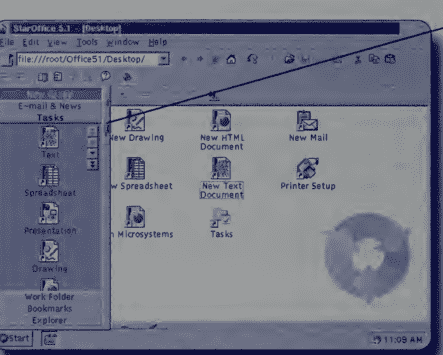 StarOffice 5.1 - [Desktop]
File Edit View Tools Window Help
file:///root/Office51/Desktop/
E-mail & News
Tasks
Text
Spreadsheet
Presentation
Drawing
Work Folder
Bookmarks
Explorer
New Drawing
New HTML
Document
New Mail
w Spreadsheet
New Text
Document
Printer Setup
n Microsystems
Tasks
Start
11:09 AM